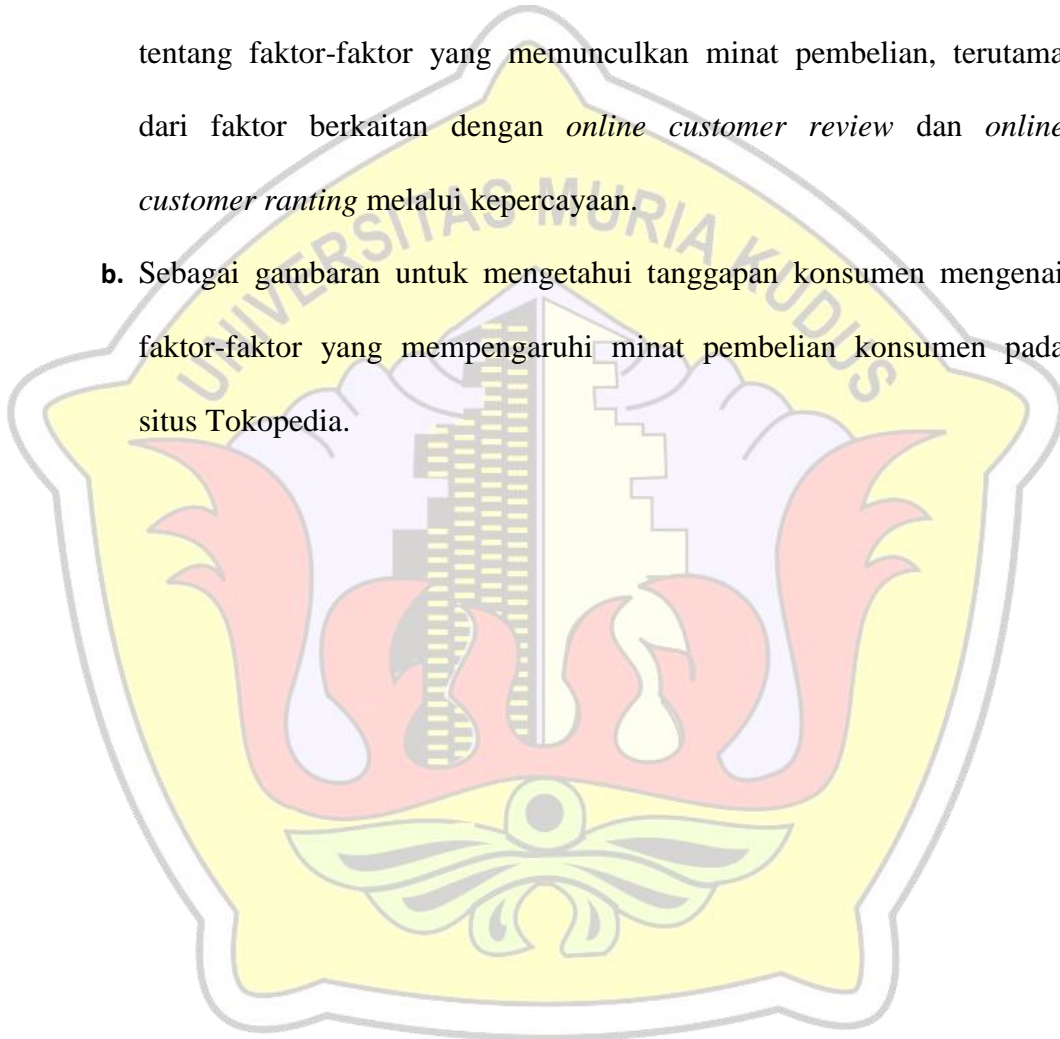 tentang faktor-faktor yang memunculkan minat pembelian, terutama
dari faktor berkaitan dengan online customer review dan online
customer ranting melalui kepercayaan.
UNIVERSITAS MURIA KUDUS
b. Sebagai gambaran untuk mengetahui tanggapan konsumen mengenai
faktor-faktor yang mempengaruhi minat pembelian konsumen pada
situs Tokopedia.